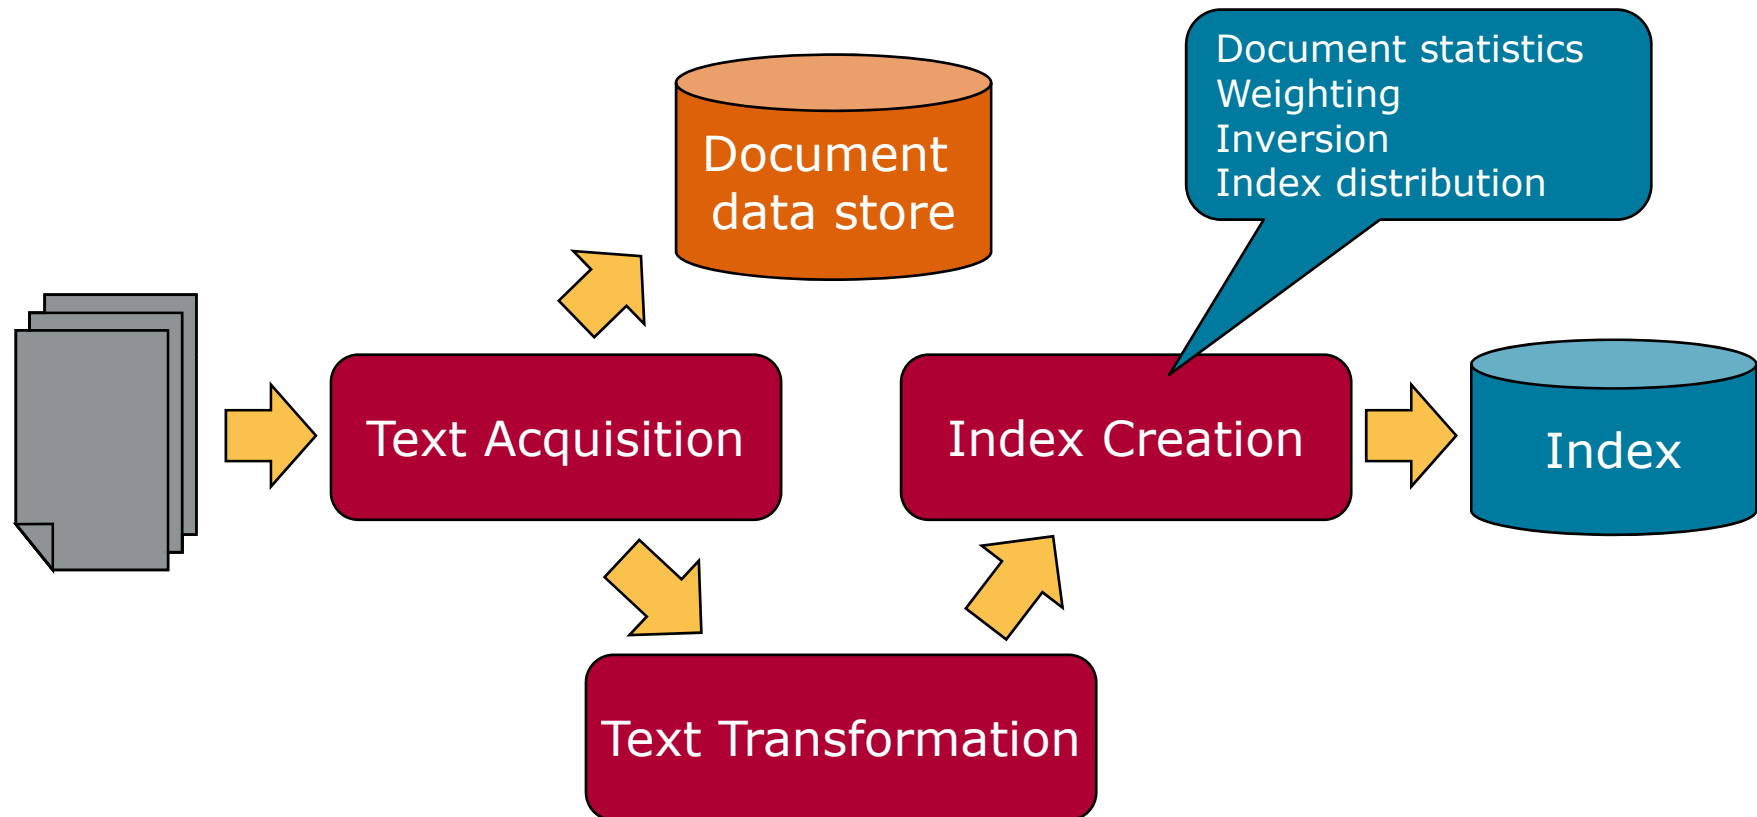 Document statistics
Weighting
Inversion
Index distribution
Document
data store
Text Acquisition
Index Creation
Index
Text Transformation